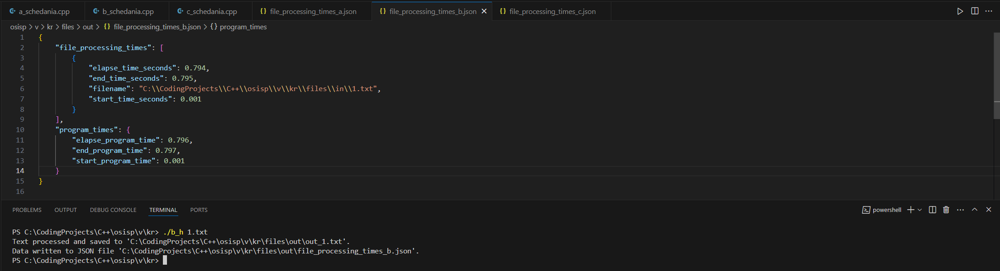 a_schedania.cpp b_schedania.cpp c_schedania.cpp {} file_processing_times_a.json {} file_processing_times_b.json × {} file_processing_times_c.json ···
osisp > v > kr > files > out > {} file_processing_times_b.json > {} program_times
1 {
2 "file_processing_times": [
3 {
4 "elapse_time_seconds": 0.794,
5 "end_time_seconds": 0.795,
6 "filename": "C:\\CodingProjects\\C++\\osisp\\v\\kr\\files\\in\\1.txt",
7 "start_time_seconds": 0.001
8 }
9 ],
10 "program_times": {
11 "elapse_program_time": 0.796,
12 "end_program_time": 0.797,
13 "start_program_time": 0.001
14 }
15 }
16
PROBLEMS OUTPUT DEBUG CONSOLE TERMINAL PORTS powershell
PS C:\CodingProjects\C++\osisp\v\kr> ./b_h 1.txt
Text processed and saved to 'C:\CodingProjects\C++\osisp\v\kr\files\out\out_1.txt'.
Data written to JSON file 'C:\CodingProjects\C++\osisp\v\kr\files\out\file_processing_times_b.json'.
PS C:\CodingProjects\C++\osisp\v\kr>